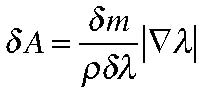 δA = δm / ρδλ |∇λ|